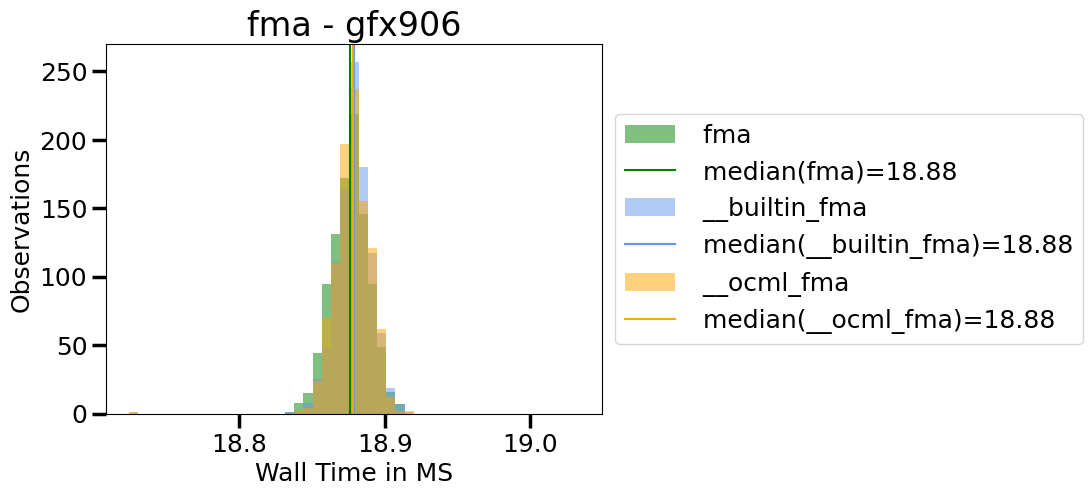 fma - gfx906
250
200
150
100
50
0
Observations
18.8 18.9 19.0
Wall Time in MS
fma
median(fma)=18.88
__builtin_fma
median(__builtin_fma)=18.88
__ocml_fma
median(__ocml_fma)=18.88